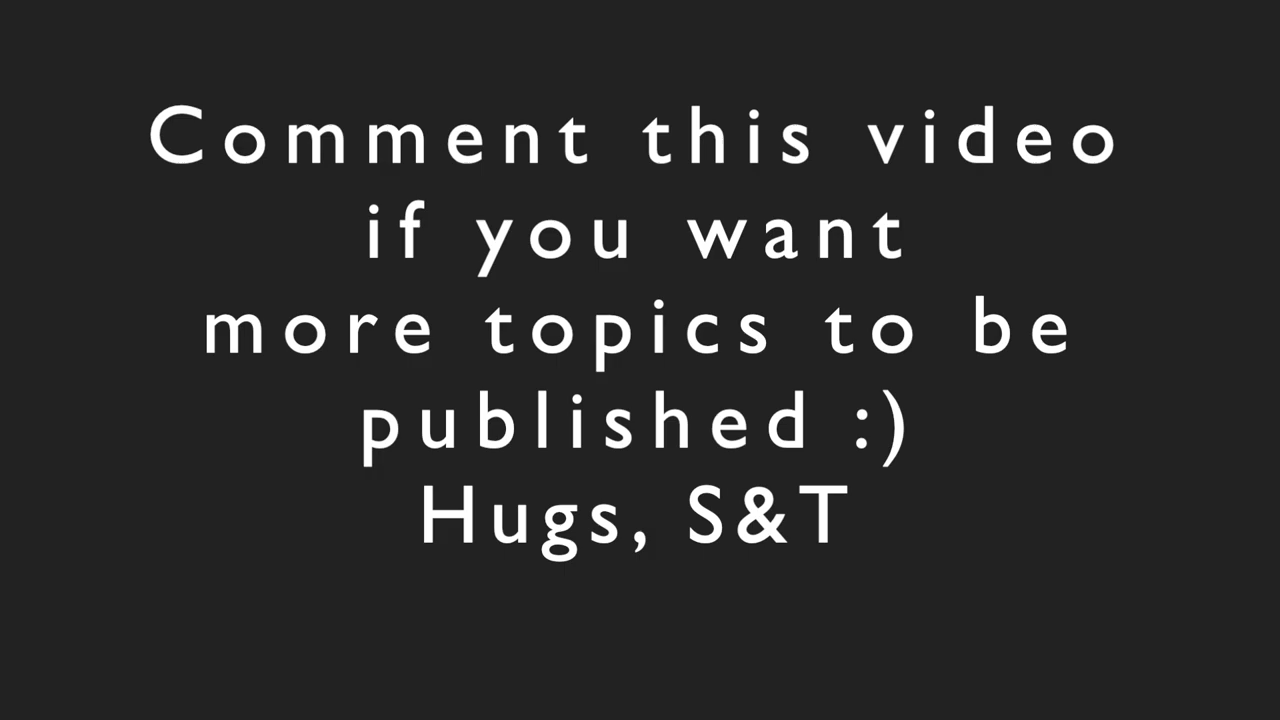 Comment this video
if you want
more topics to be
published :)
Hugs, S&T